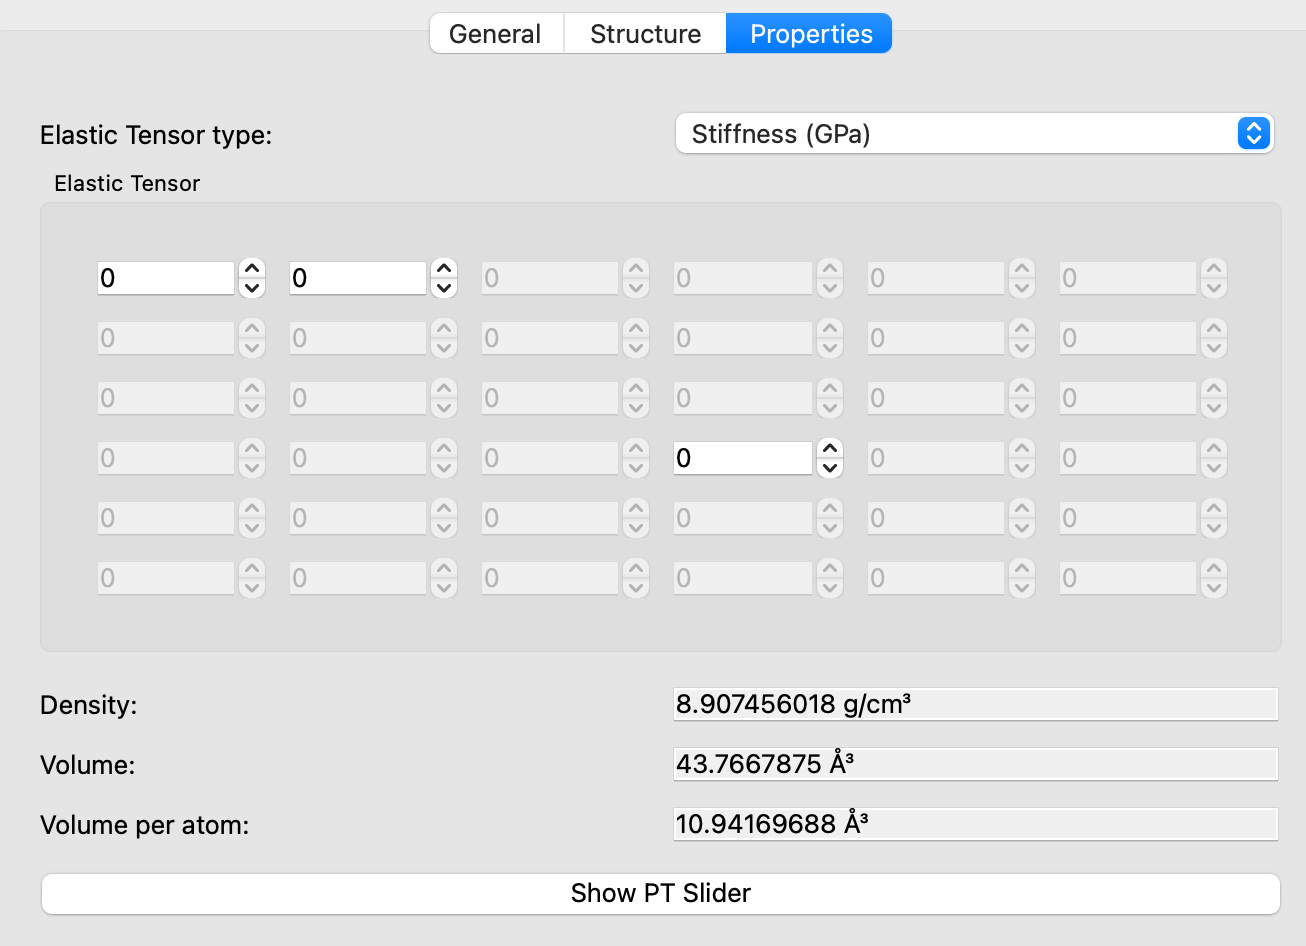 General Structure Properties
Elastic Tensor type: Stiffness (GPa)
Elastic Tensor
0 0 0 0 0 0
0 0 0 0 0 0
0 0 0 0 0 0
0 0 0 0 0 0
0 0 0 0 0 0
0 0 0 0 0 0
Density: 8.907456018 g/cm³
Volume: 43.7667875 Å³
Volume per atom: 10.94169688 Å³
Show PT Slider